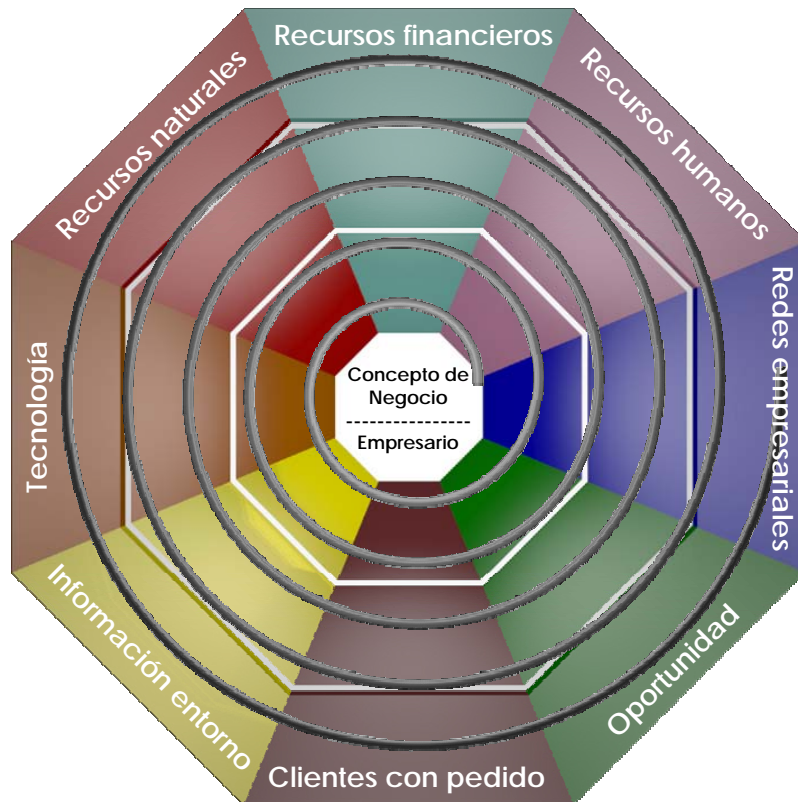 Recursos financieros
Recursos humanos
Redes empresariales
Oportunidad
Clientes con pedido
Información entorno
Tecnología
Recursos naturales
Concepto de
Negocio
--------------
Empresario